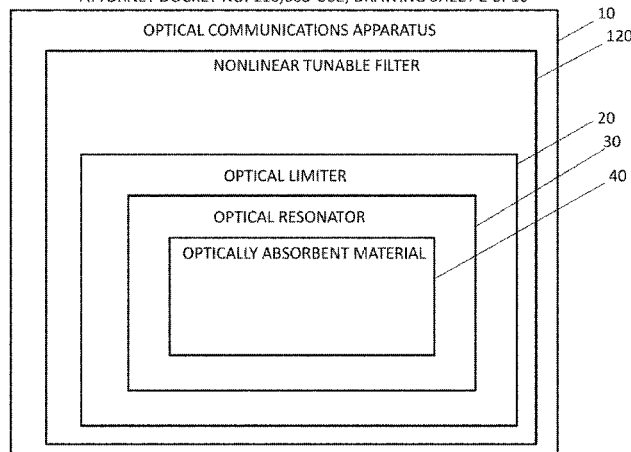 OPTICAL COMMUNICATIONS APPARATUS
10
NONLINEAR TUNABLE FILTER
120
20
OPTICAL LIMITER
30
OPTICAL RESONATOR
40
OPTICALLY ABSORBENT MATERIAL